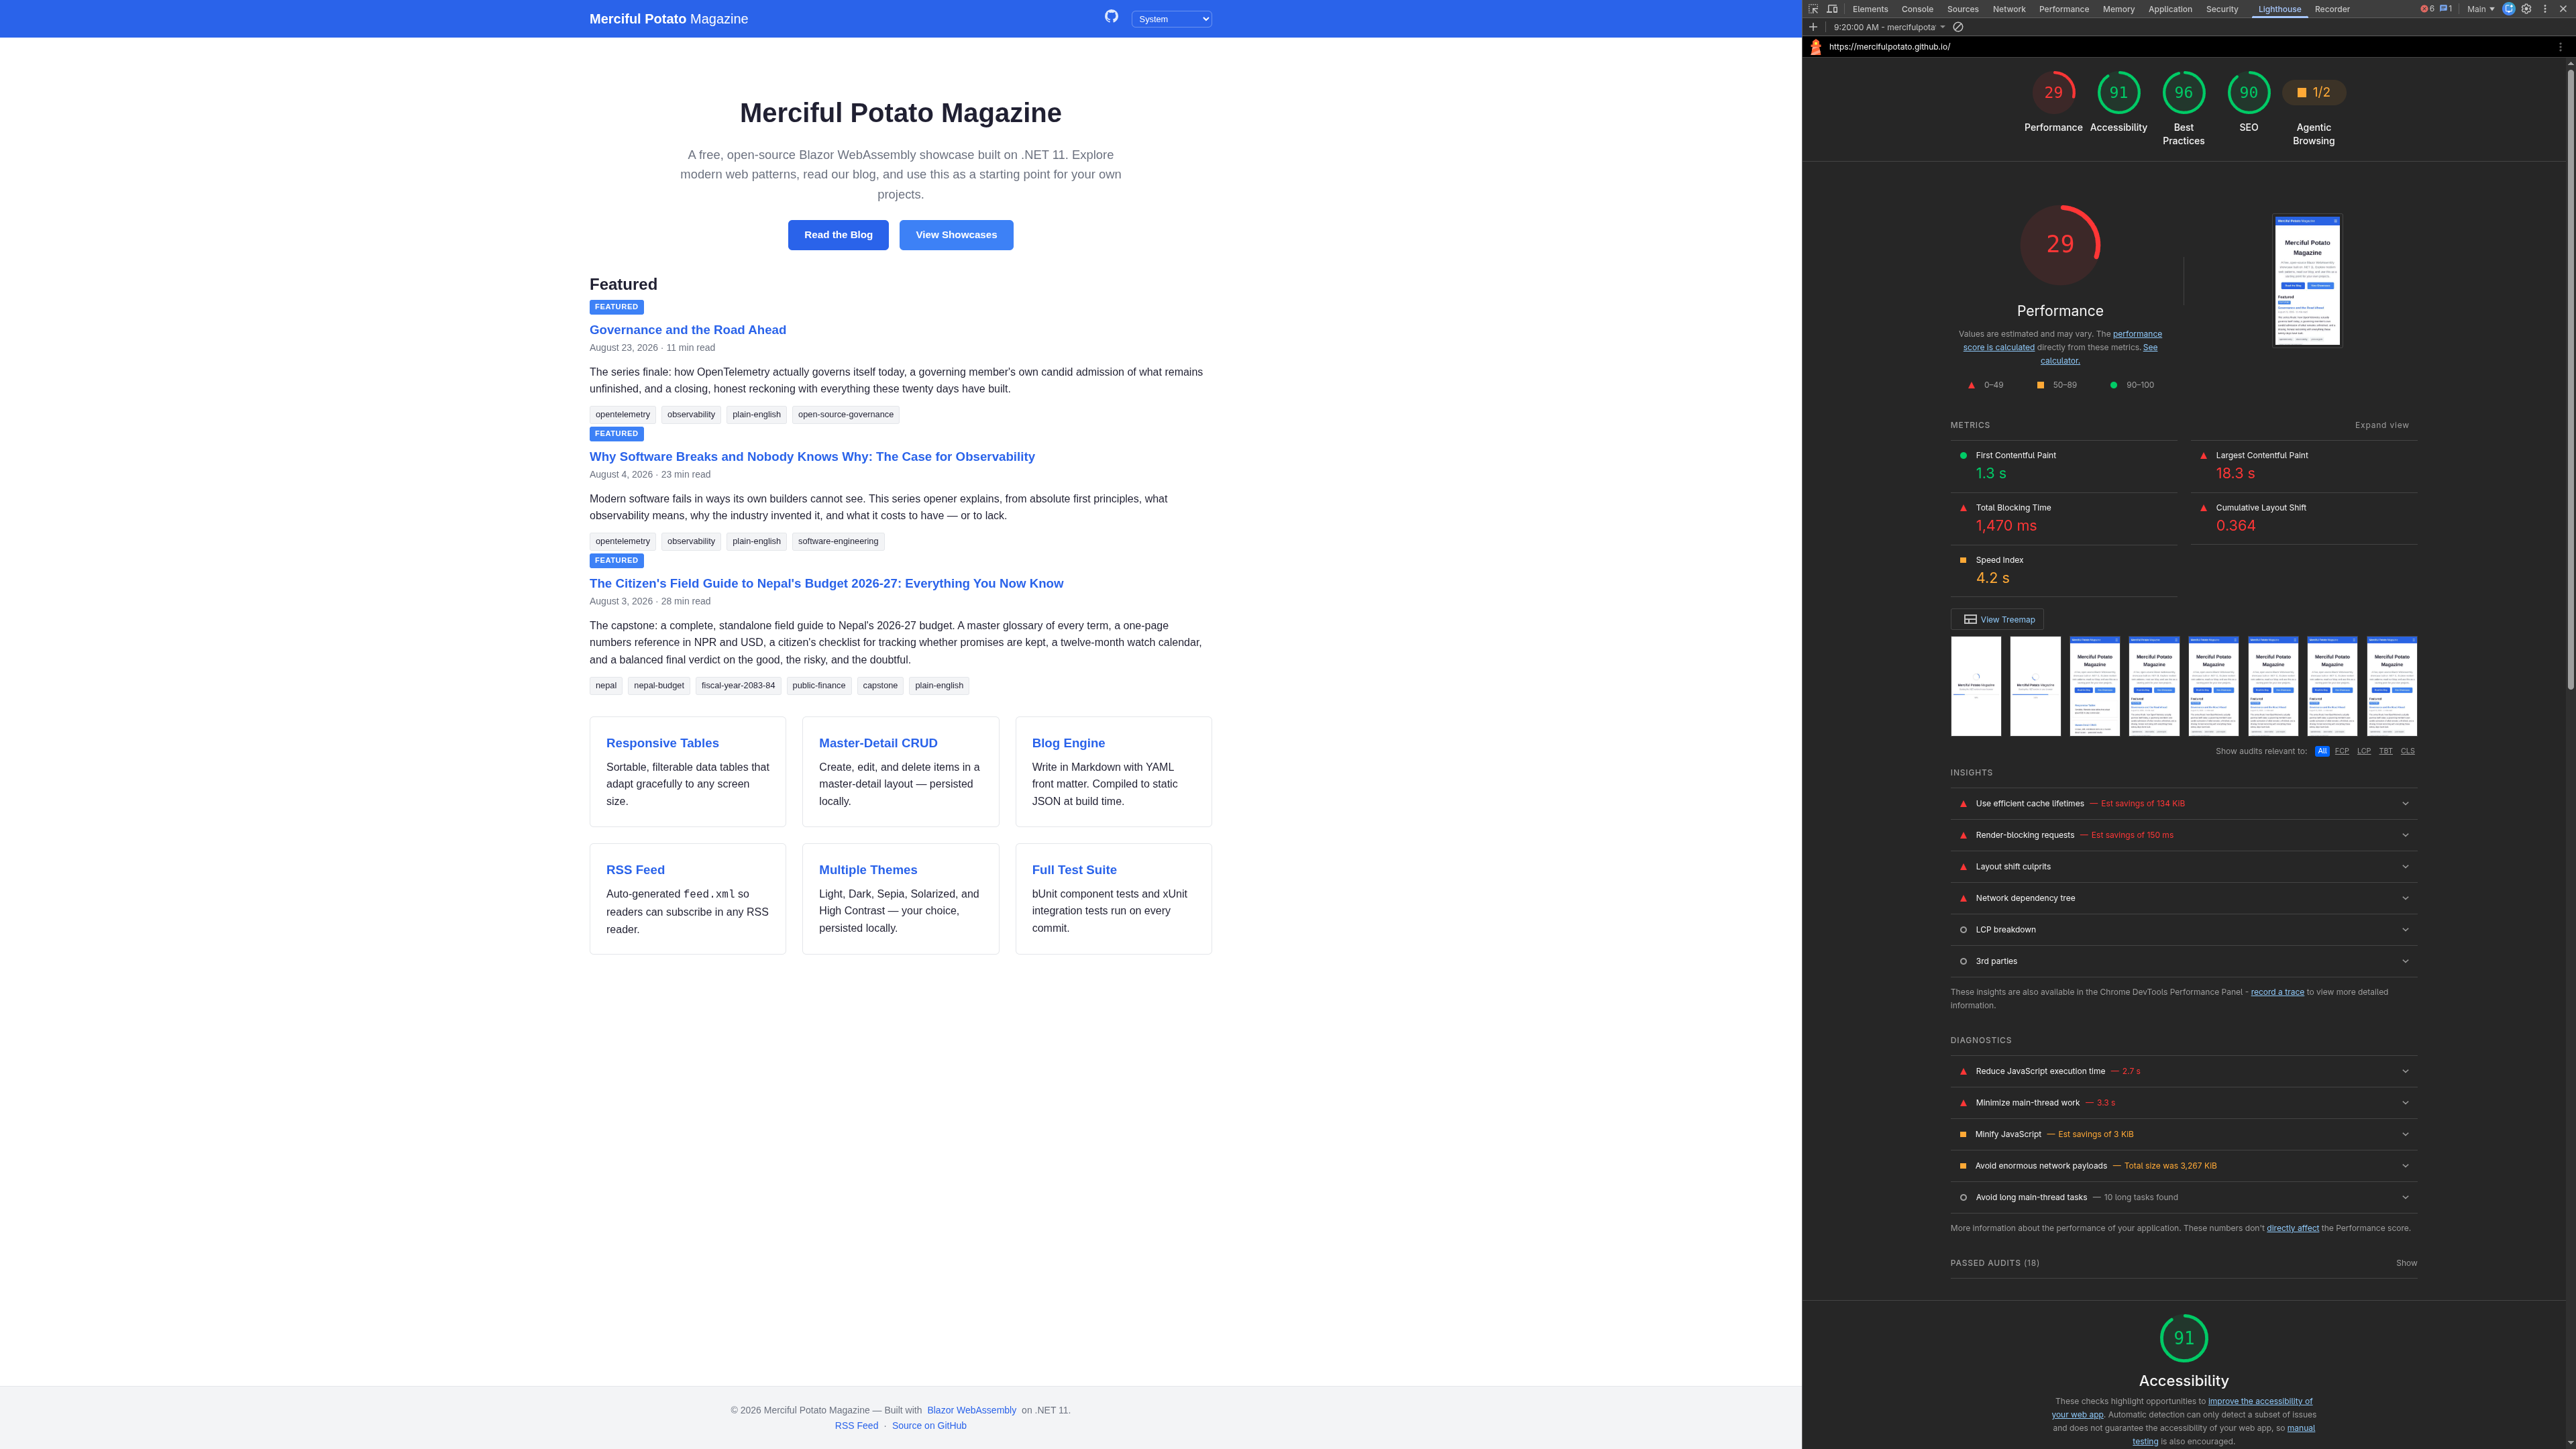 Merciful Potato Magazine
System
Merciful Potato Magazine
A free, open-source Blazor WebAssembly showcase built on .NET 11. Explore
modern web patterns, read our blog, and use this as a starting point for your own
projects.
Read the Blog
View Showcases
Featured
FEATURED
Governance and the Road Ahead
August 23, 2026 · 11 min read
The series finale: how OpenTelemetry actually governs itself today, a governing member's own candid admission of what remains
unfinished, and a closing, honest reckoning with everything these twenty days have built.
opentelemetry observability plain-english open-source-governance
FEATURED
Why Software Breaks and Nobody Knows Why: The Case for Observability
August 4, 2026 · 23 min read
Modern software fails in ways its own builders cannot see. This series opener explains, from absolute first principles, what
observability means, why the industry invented it, and what it costs to have — or to lack.
opentelemetry observability plain-english software-engineering
FEATURED
The Citizen's Field Guide to Nepal's Budget 2026-27: Everything You Now Know
August 3, 2026 · 28 min read
The capstone: a complete, standalone field guide to Nepal's 2026-27 budget. A master glossary of every term, a one-page
numbers reference in NPR and USD, a citizen's checklist for tracking whether promises are kept, a twelve-month watch calendar,
and a balanced final verdict on the good, the risky, and the doubtful.
nepal nepal-budget fiscal-year-2083-84 public-finance capstone plain-english
Responsive Tables
Sortable, filterable data tables that
adapt gracefully to any screen
size.
Master-Detail CRUD
Create, edit, and delete items in a
master-detail layout — persisted
locally.
Blog Engine
Write in Markdown with YAML
front matter. Compiled to static
JSON at build time.
RSS Feed
Auto-generated feed.xml so
readers can subscribe in any RSS
reader.
Multiple Themes
Light, Dark, Sepia, Solarized, and
High Contrast — your choice,
persisted locally.
Full Test Suite
bUnit component tests and xUnit
integration tests run on every
commit.
© 2026 Merciful Potato Magazine — Built with Blazor WebAssembly on .NET 11.
RSS Feed · Source on GitHub
Elements Console Sources Network Performance Memory Application Security Lighthouse Recorder 6 1 Main
9:20:00 AM - mercifulpota
https://mercifulpotato.github.io/
29 Performance
91 Accessibility
96 Best
Practices
90 SEO
1/2 Agentic
Browsing
29
Performance
Values are estimated and may vary. The performance
score is calculated directly from these metrics. See
calculator.
0–49 50–89 90–100
Merciful Potato
Magazine
METRICS
Expand view
First Contentful Paint
1.3 s
Largest Contentful Paint
18.3 s
Total Blocking Time
1,470 ms
Cumulative Layout Shift
0.364
Speed Index
4.2 s
View Treemap
Show audits relevant to: All FCP LCP TBT CLS
INSIGHTS
Use efficient cache lifetimes — Est savings of 134 KiB
Render-blocking requests — Est savings of 150 ms
Layout shift culprits
Network dependency tree
LCP breakdown
3rd parties
These insights are also available in the Chrome DevTools Performance Panel - record a trace to view more detailed
information.
DIAGNOSTICS
Reduce JavaScript execution time — 2.7 s
Minimize main-thread work — 3.3 s
Minify JavaScript — Est savings of 3 KiB
Avoid enormous network payloads — Total size was 3,267 KiB
Avoid long main-thread tasks — 10 long tasks found
More information about the performance of your application. These numbers don't directly affect the Performance score.
PASSED AUDITS (18)
Show
91
Accessibility
These checks highlight opportunities to improve the accessibility of
your web app. Automatic detection can only detect a subset of issues
and does not guarantee the accessibility of your web app, so manual
testing is also encouraged.